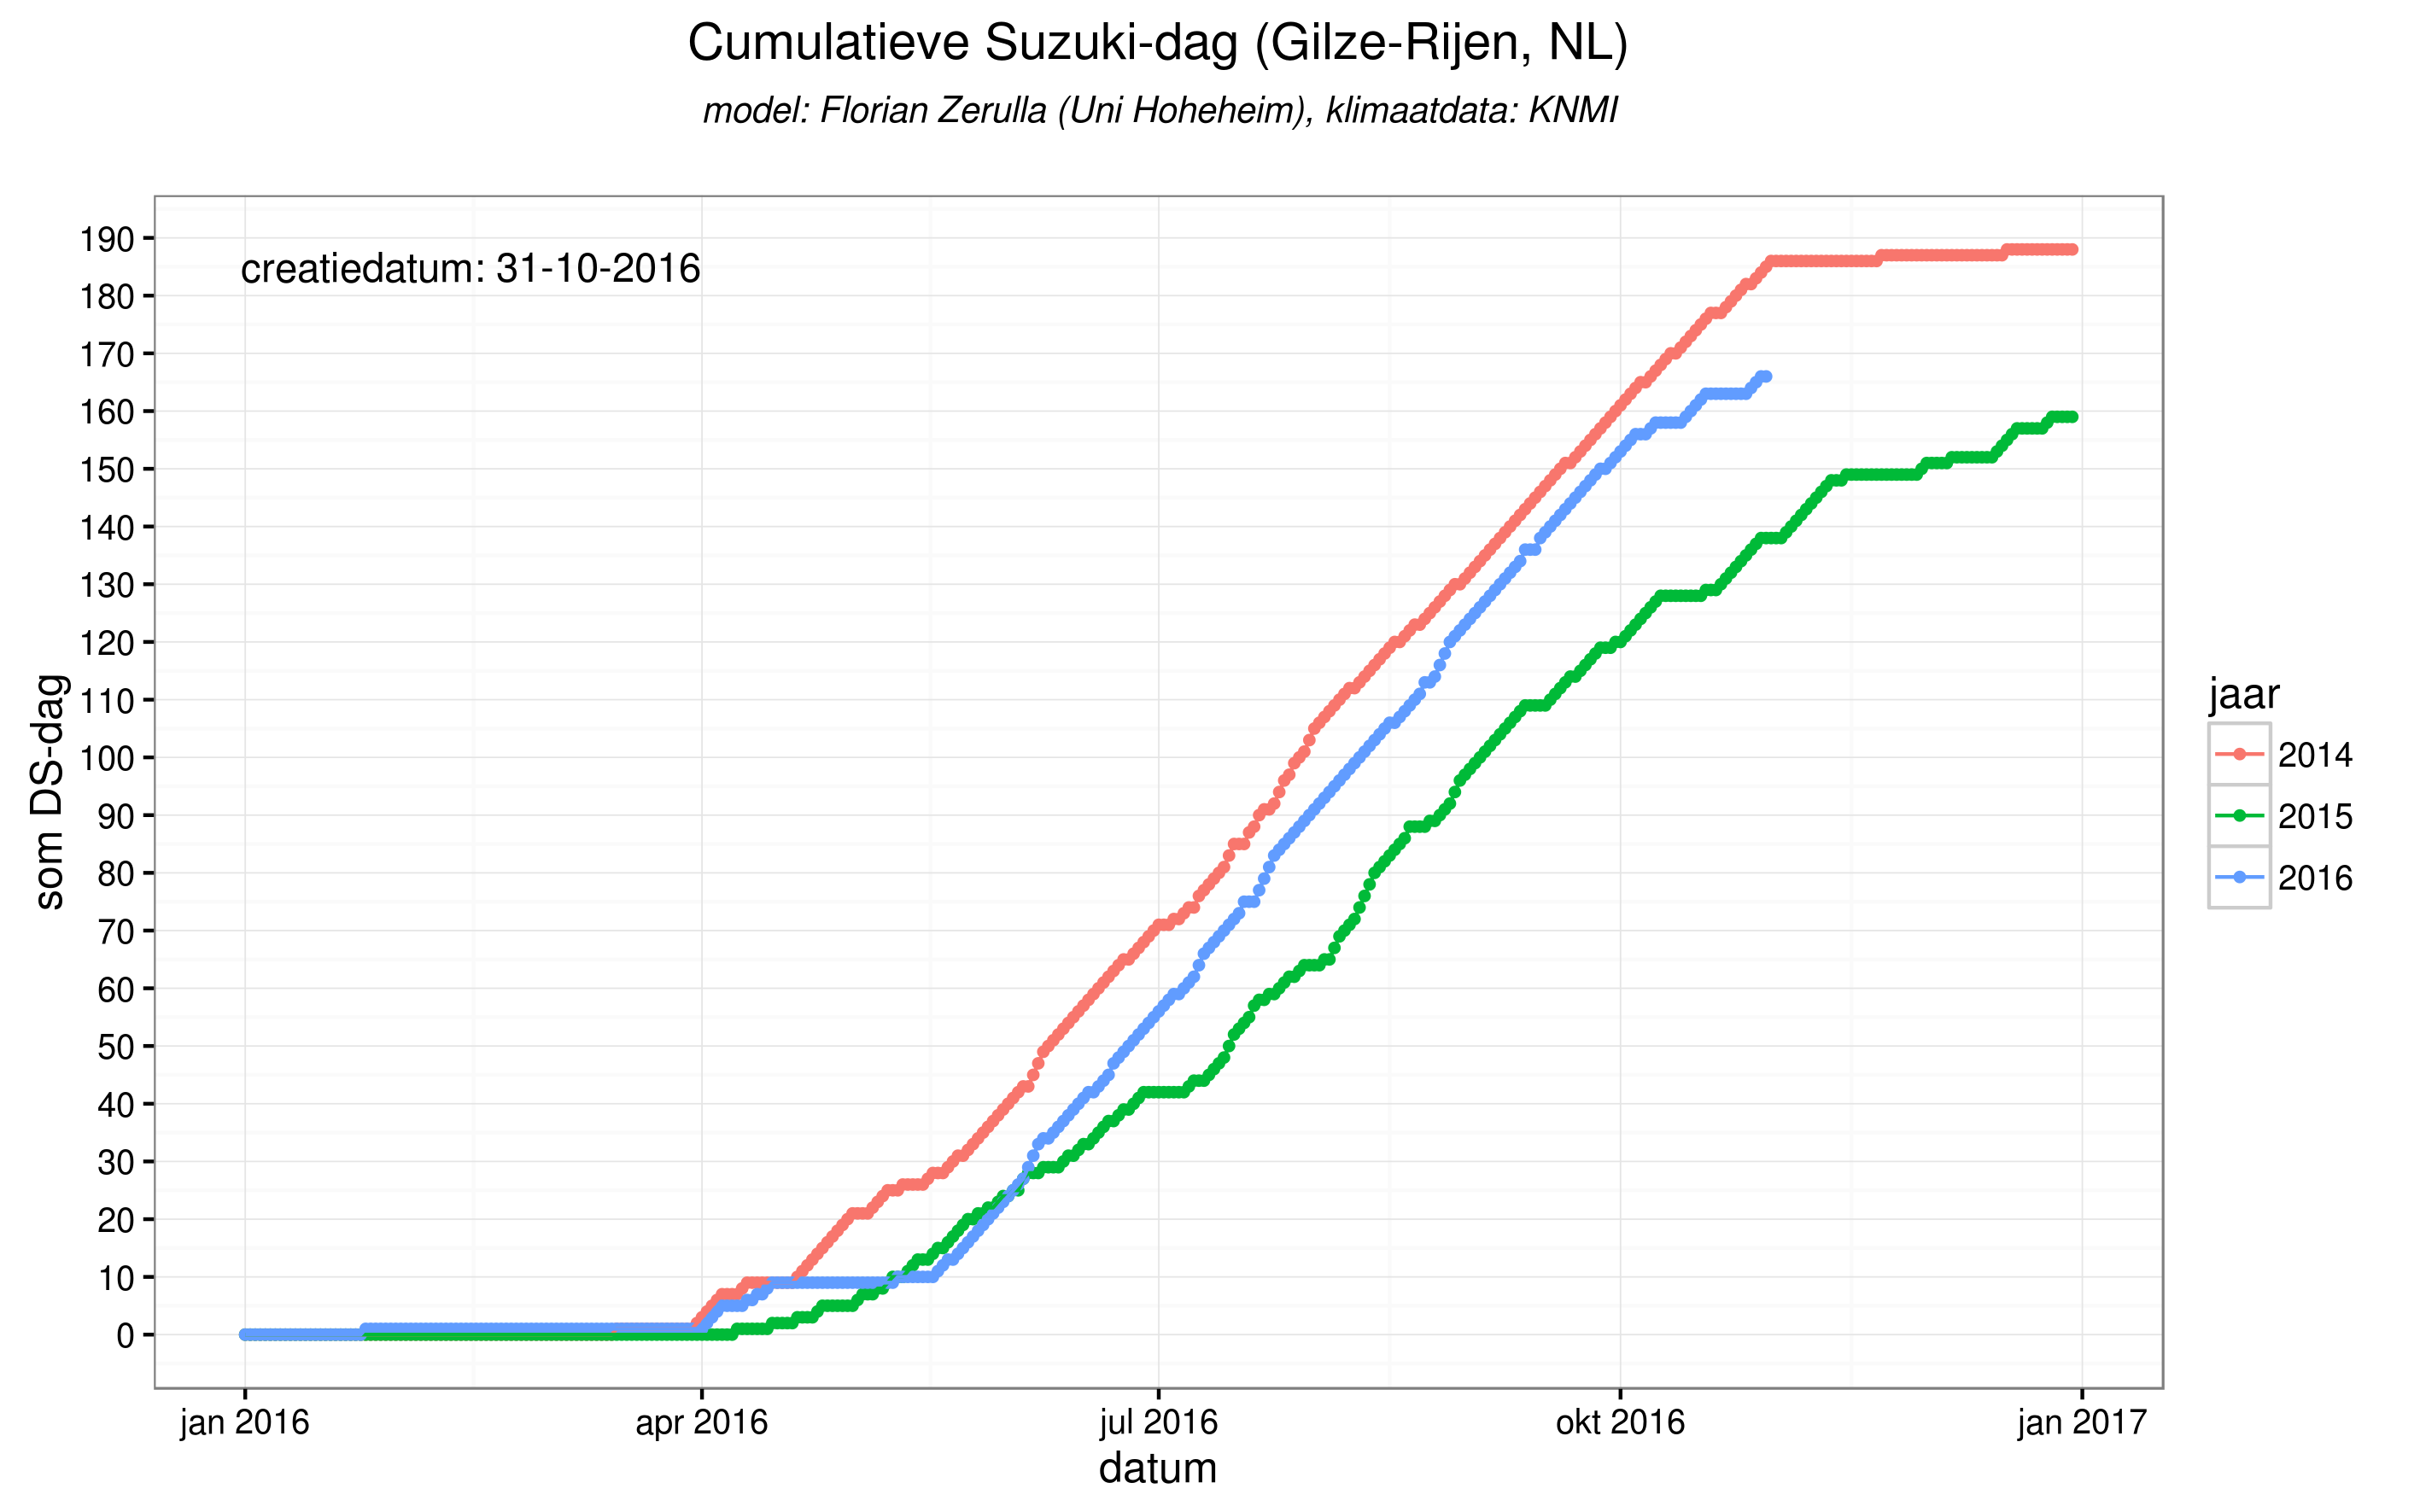 Cumulatieve Suzuki-dag (Gilze-Rijen, NL)
model: Florian Zerulla (Uni Hoheheim), klimaatdata: KNMI
creatiedatum: 31-10-2016
som DS-dag
190
180
170
160
150
140
130
120
110
100
90
80
70
60
50
40
30
20
10
0
jan 2016
apr 2016
jul 2016
okt 2016
jan 2017
datum
jaar
2014
2015
2016